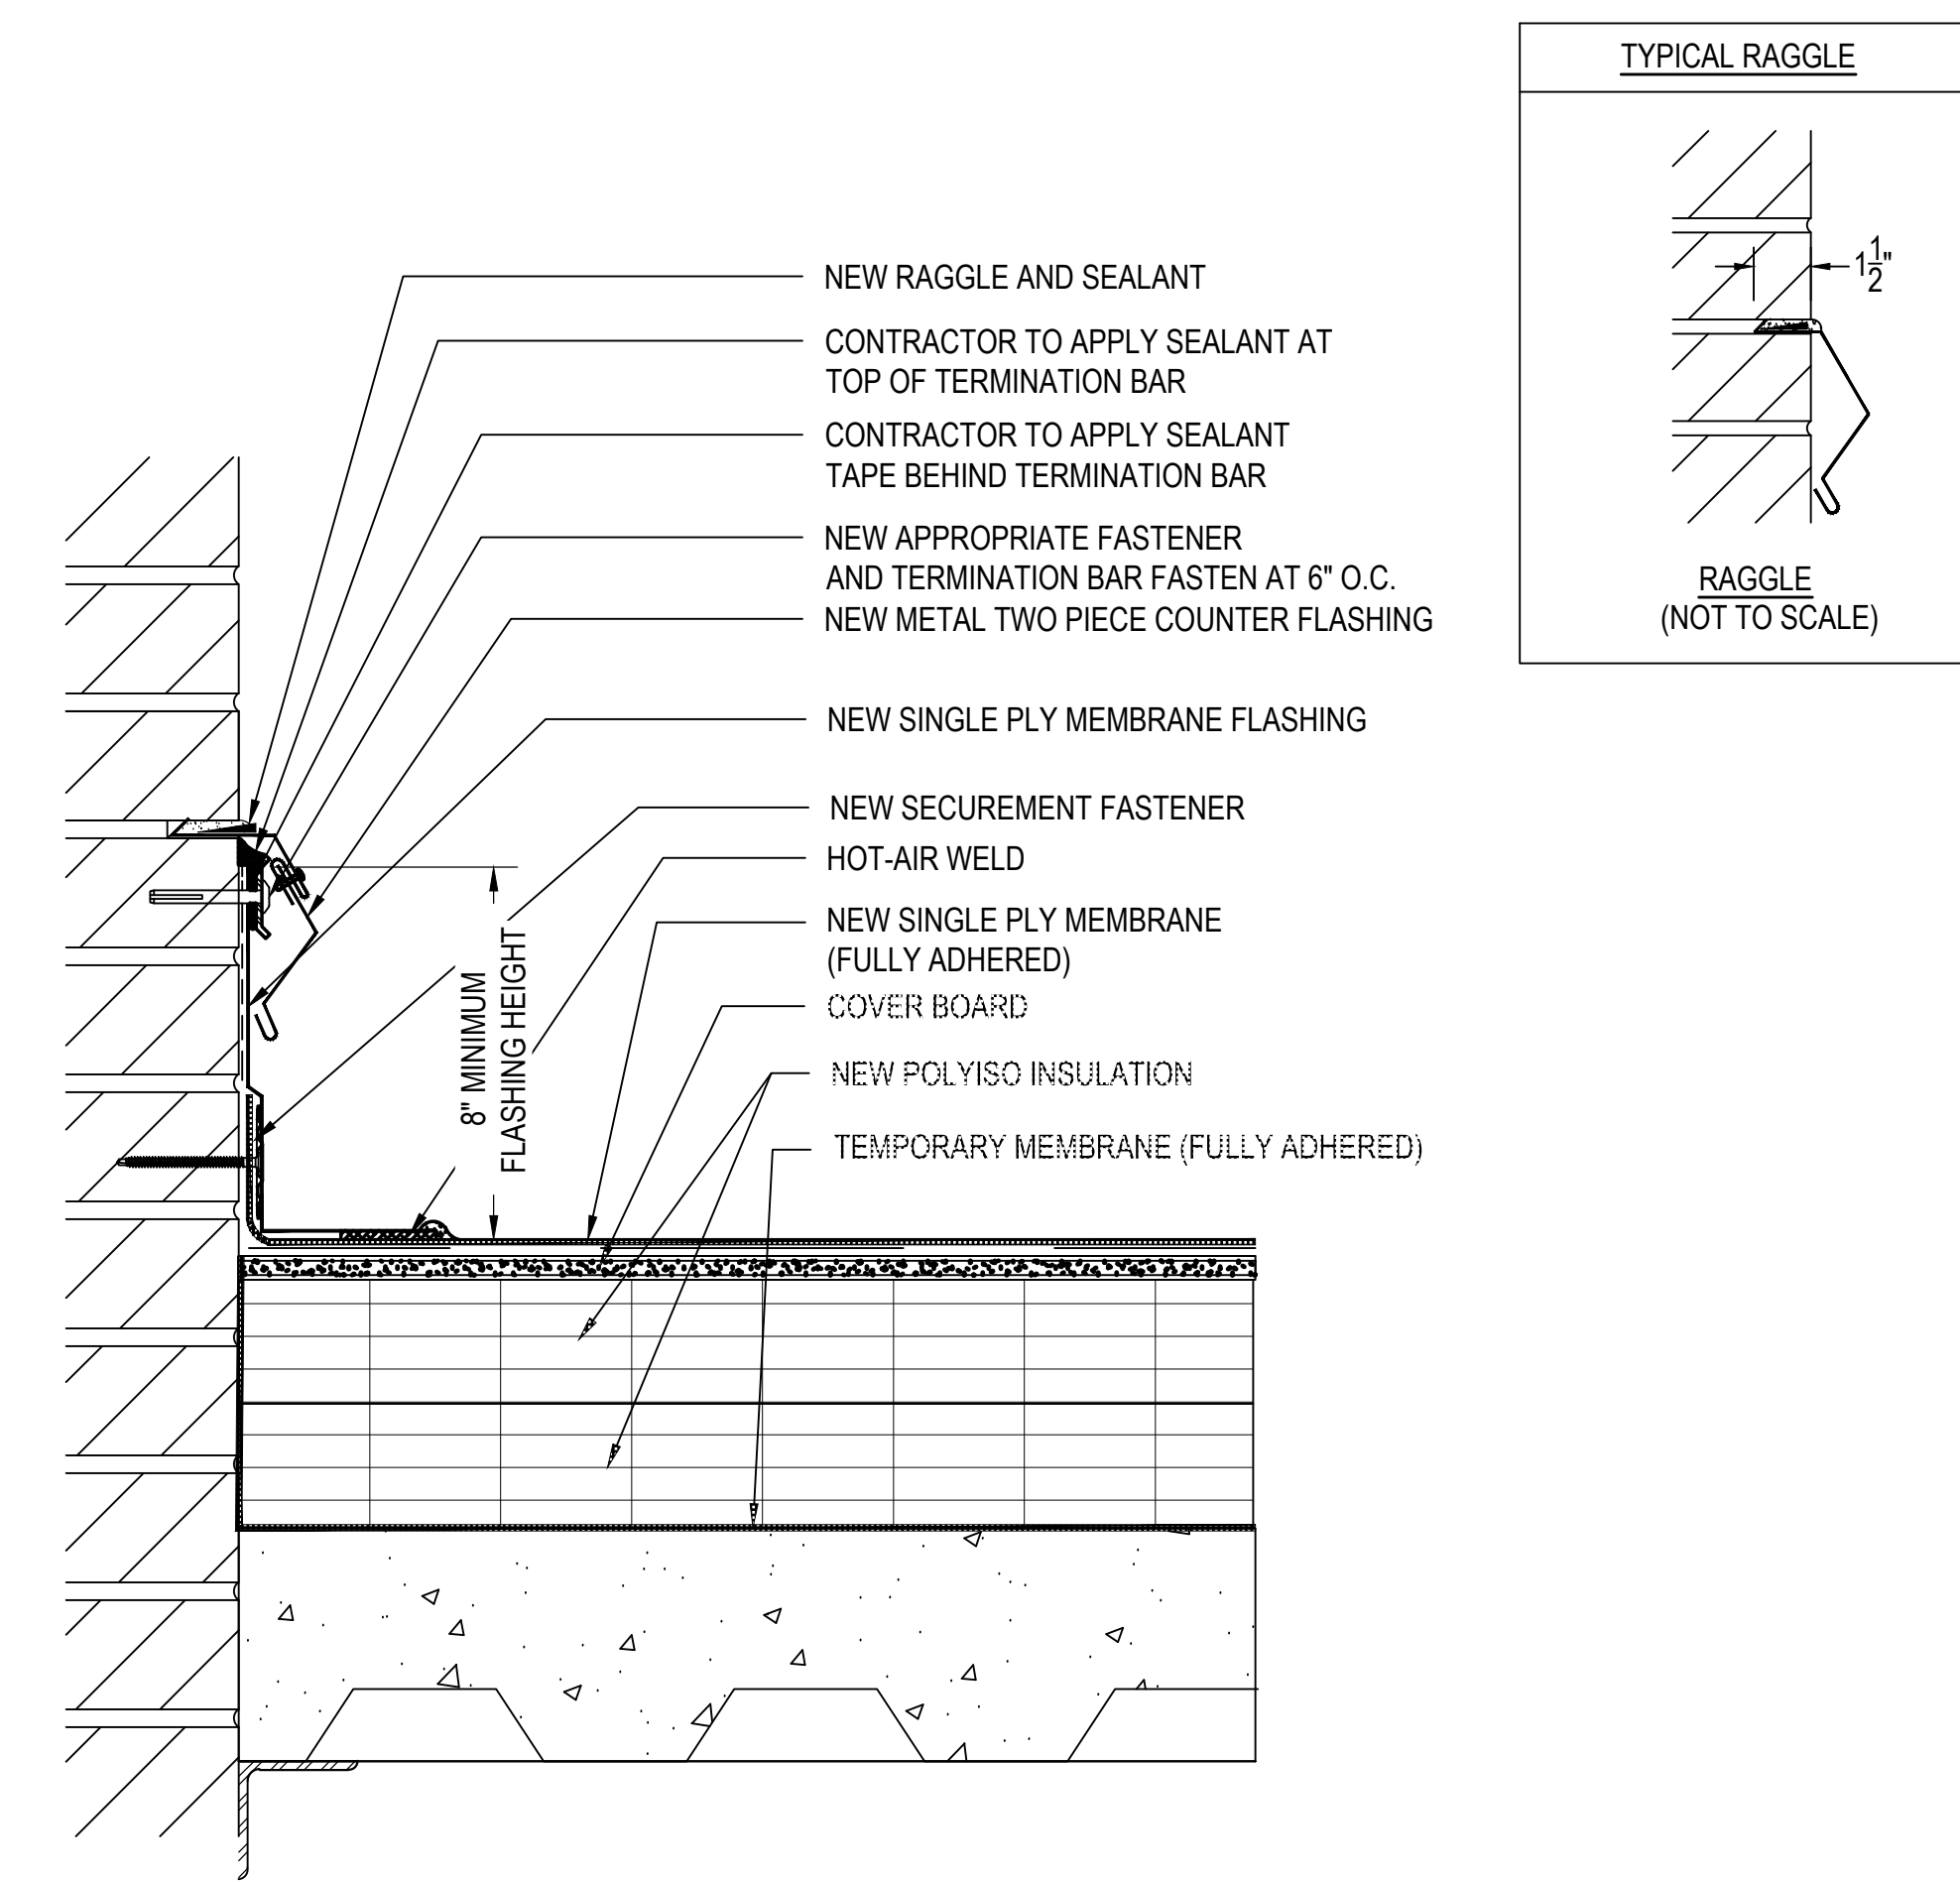 TYPICAL RAGGLE
1 1/2"
RAGGLE
(NOT TO SCALE)
NEW RAGGLE AND SEALANT
CONTRACTOR TO APPLY SEALANT AT
TOP OF TERMINATION BAR
CONTRACTOR TO APPLY SEALANT
TAPE BEHIND TERMINATION BAR
NEW APPROPRIATE FASTENER
AND TERMINATION BAR FASTEN AT 6" O.C.
NEW METAL TWO PIECE COUNTER FLASHING
NEW SINGLE PLY MEMBRANE FLASHING
NEW SECUREMENT FASTENER
HOT-AIR WELD
NEW SINGLE PLY MEMBRANE
(FULLY ADHERED)
COVER BOARD
NEW POLYISO INSULATION
TEMPORARY MEMBRANE (FULLY ADHERED)
8" MINIMUM
FLASHING HEIGHT